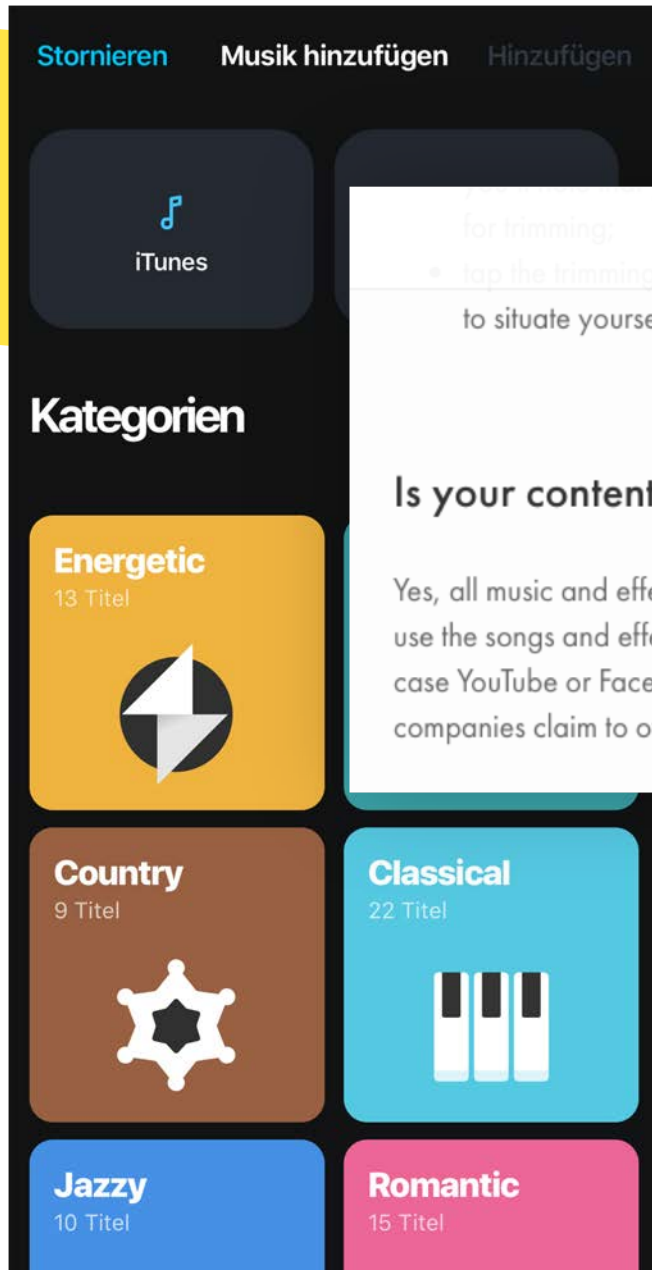 Stornieren Musik hinzufügen Hinzufügen
iTunes
for trimming;
• tap the trimming
to situate yourse
Kategorien
Is your content
Energetic
13 Titel
Yes, all music and effe
use the songs and effe
case YouTube or Face
companies claim to o
Country
9 Titel
Classical
22 Titel
Jazzy
10 Titel
Romantic
15 Titel